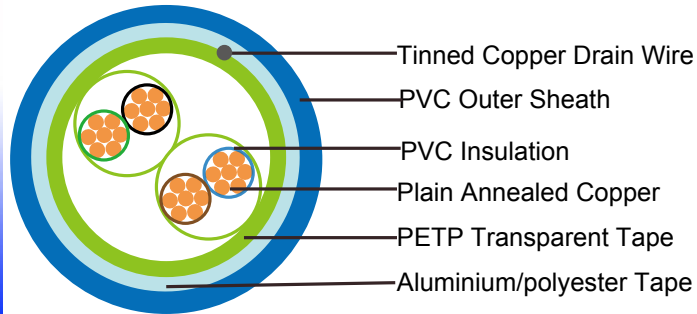 Tinned Copper Drain Wire
PVC Outer Sheath
PVC Insulation
Plain Annealed Copper
PETP Transparent Tape
Aluminium/polyester Tape